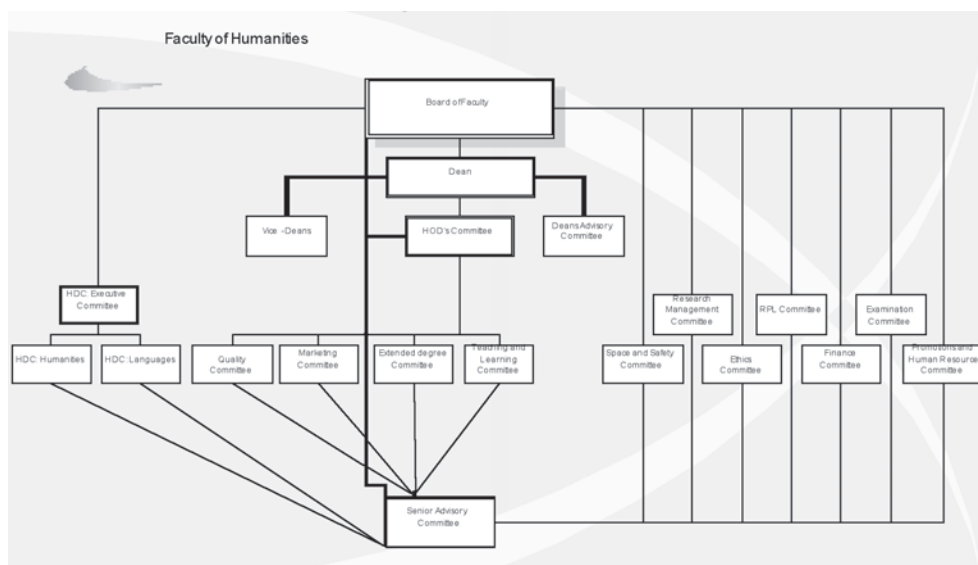 Faculty of Humanities
Board of Faculty
Dean
Vice -Deans
HOD's Committee
Deans Advisory
Committee
HDC: Executive
Committee
Research
Management
Committee
RPL Committee
Examination
Committee
HDC: Humanities
HDC: Languages
Quality
Committee
Marketing
Committee
Extended degree
Committee
Teaching and
Learning
Committee
Space and Safety
Committee
Ethics
Committee
Finance
Committee
Promotions and
Human Resource
Committee
Senior Advisory
Committee